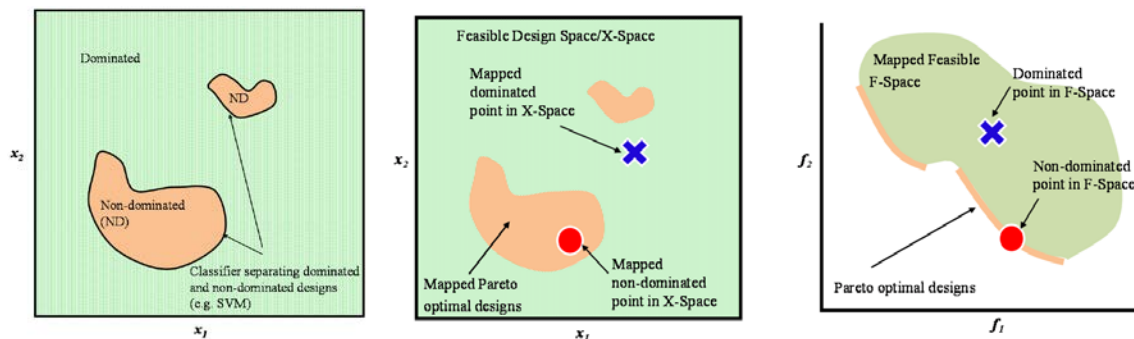 Dominated
ND
x2
Non-dominated
(ND)
Classifier separating dominated
and non-dominated designs
(e.g. SVM)
x1
Feasible Design Space/X-Space
Mapped
dominated
point in X-Space
x2
Mapped Pareto
optimal designs
Mapped
non-dominated
point in X-Space
x1
Mapped Feasible
F-Space
Dominated
point in F-Space
f2
Non-dominated
point in F-Space
Pareto optimal designs
f1